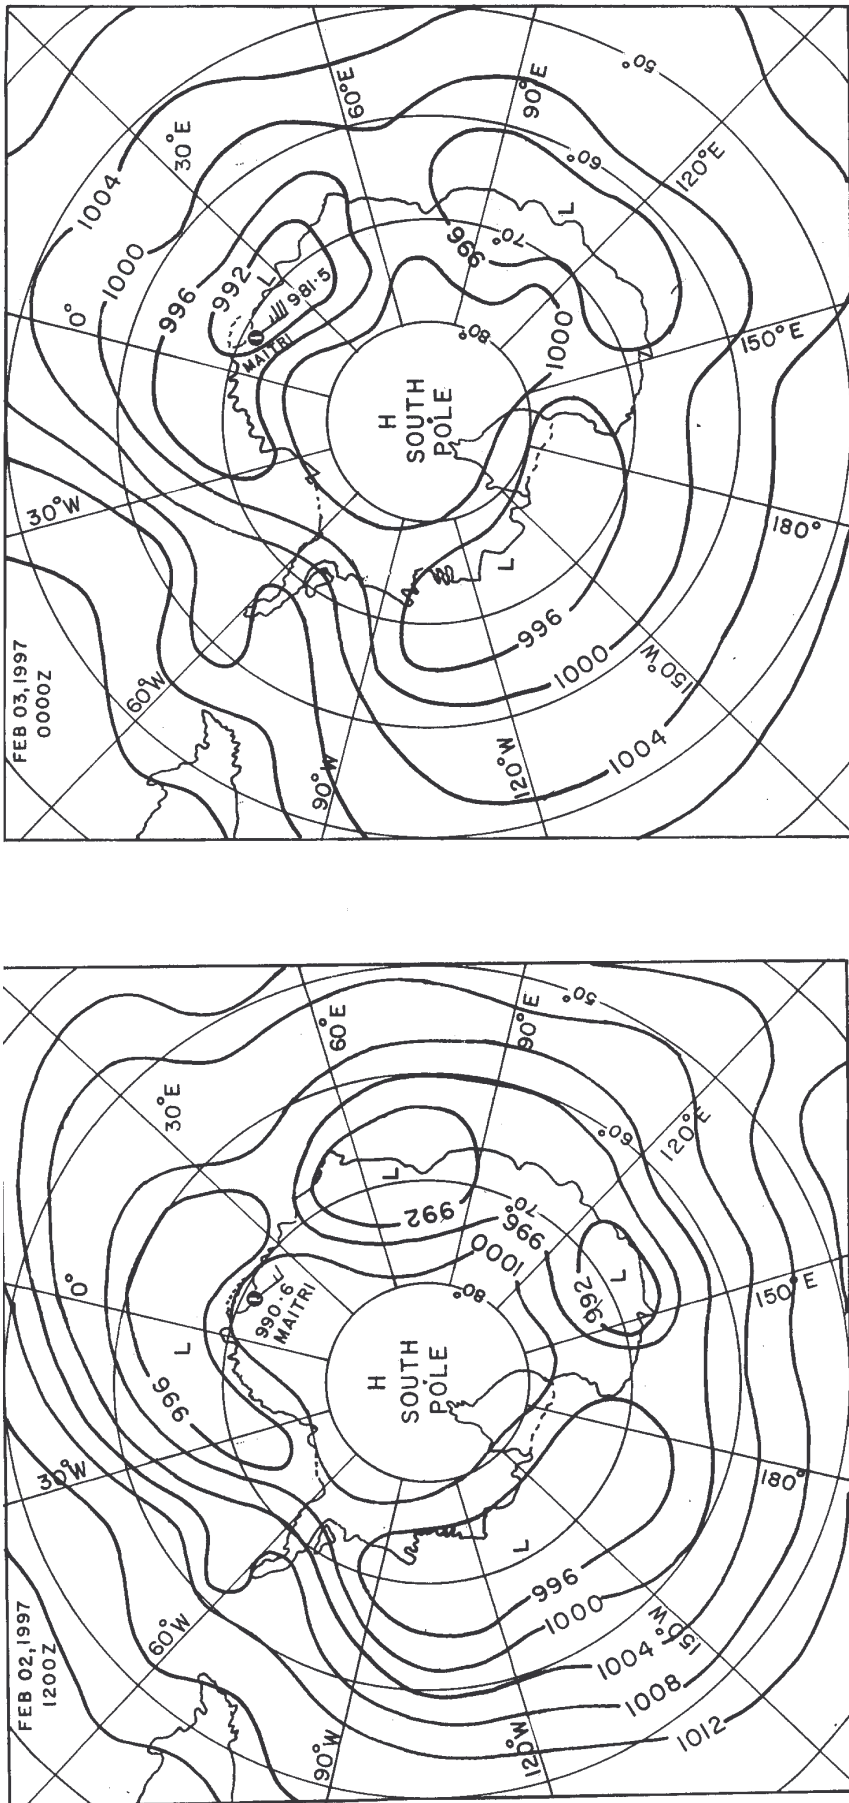 FEB 03,1997
0000Z
60°E
90°E
50°
30°E
60°
120°E
1004
L
1000
996
70°
996
992
L
981.5
0°
MAITRI
80°
1000
150°E
H
SOUTH
POLE
30°W
180°
L
996
1000
150°W
60°W
1004
120°W
90°W
FEB 02,1997
1200Z
60°E
90°E
50°
30°E
60°
120°E
L
992
70°
996
1000
0°
L
990.6
MAITRI
80°
992
L
150°E
L
996
H
SOUTH
POLE
30°W
180°
L
996
1000
150°W
60°W
1004
1008
1012
120°W
90°W